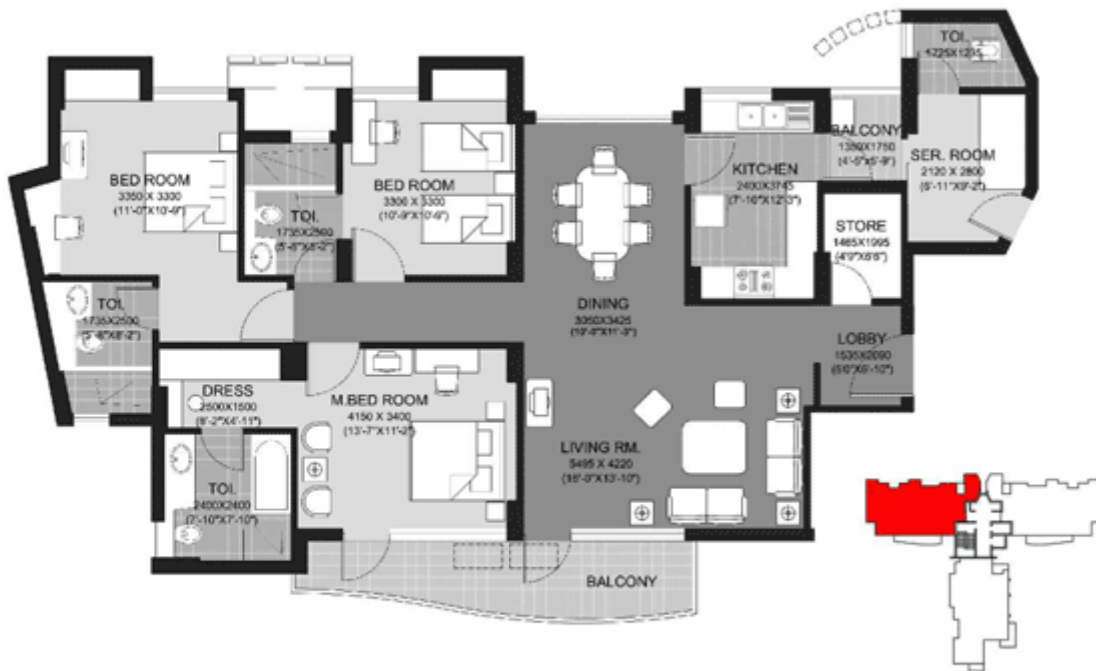 TOI.
1225X1235
BALCONY
1350X1750
(4'-5"x5'-9")
SER. ROOM
2120 X 2800
(6'-11"X9'-2")
KITCHEN
2400X3745
(7'-10"X12'-3")
STORE
1465X1995
(4'9"X6'6")
BED ROOM
3350 X 3300
(11'-0"X10'-9")
TOI.
1735X2500
(5'-8"X8'-2")
BED ROOM
3300 X 3300
(10'-9"X10'-9")
DINING
3050X3425
(10'-0"X11'-3")
TOI.
1735X2500
(5'-8"X8'-2")
LOBBY
1535X2090
(5'0"X6'-10")
DRESS
2500X1500
(8'-2"X4'-11")
M.BED ROOM
4150 X 3400
(13'-7"X11'-2")
LIVING RM.
5495 X 4220
(18'-0"X13'-10")
TOI.
2400X2400
(7'-10"X7'-10")
BALCONY